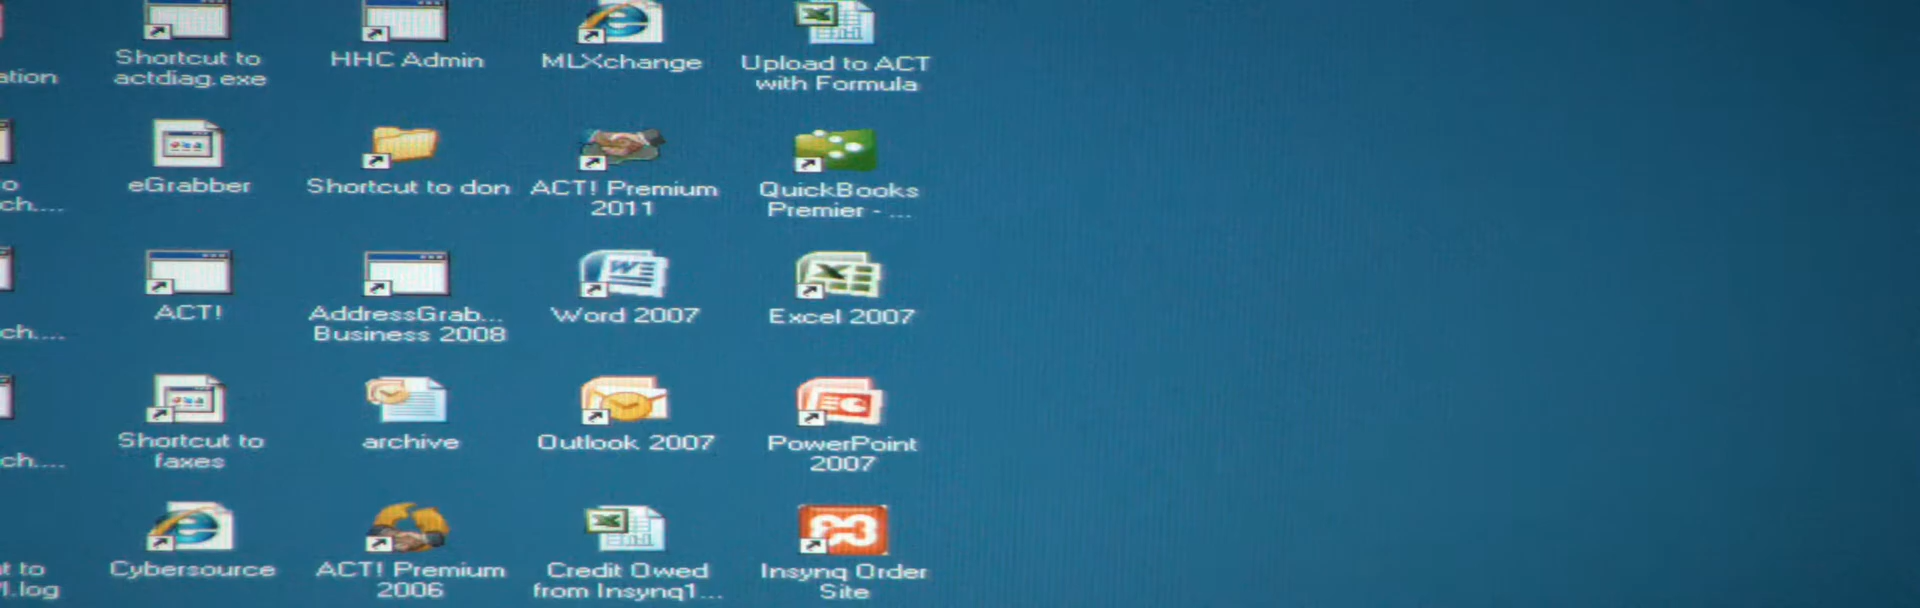 Shortcut to
actdiag.exe
HHC Admin
MLXchange
Upload to ACT
with Formula
ation
eGrabber
Shortcut to don
ACT! Premium
2011
QuickBooks
Premier - ...
o
ch....
ACT!
AddressGrab...
Business 2008
Word 2007
Excel 2007
ch....
Shortcut to
faxes
archive
Outlook 2007
PowerPoint
2007
ch....
Cybersource
ACT! Premium
2006
Credit Owed
from Insynq1...
Insynq Order
Site
t to
.log